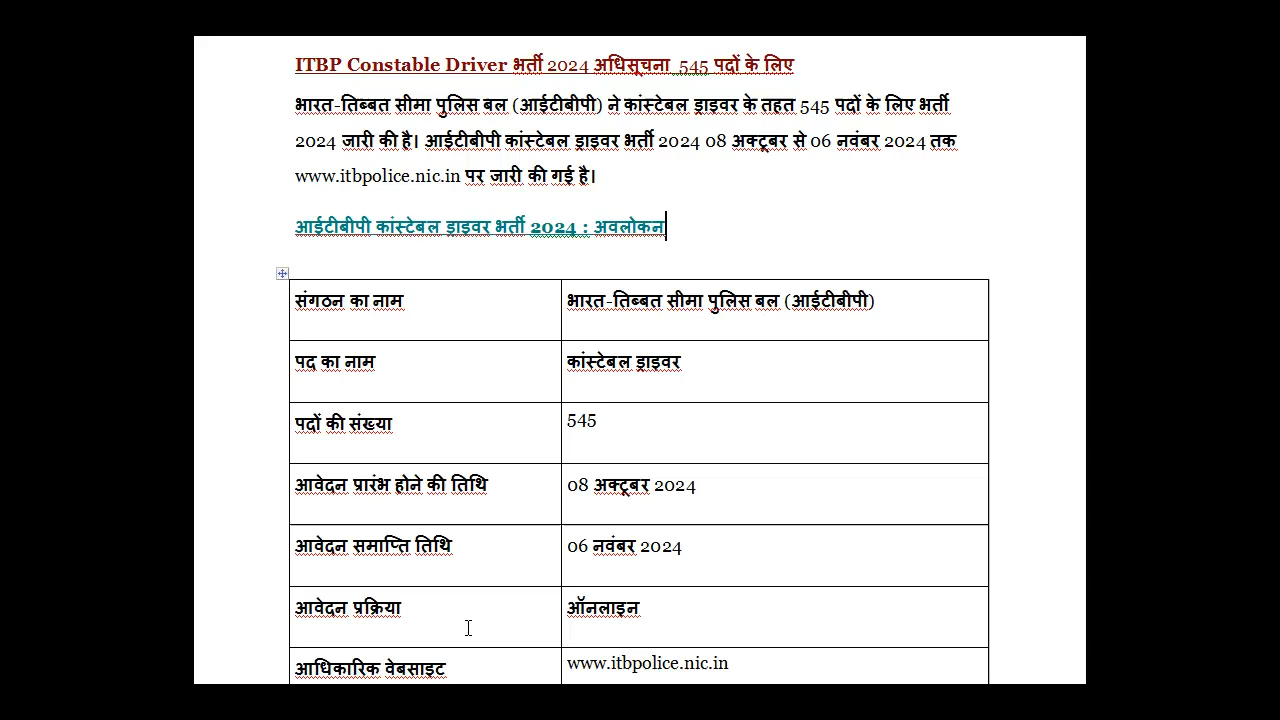 ITBP Constable Driver भर्ती 2024 अधिसूचना 545 पदों के लिए
भारत-तिब्बत सीमा पुलिस बल (आईटीबीपी) ने कांस्टेबल ड्राइवर के तहत 545 पदों के लिए भर्ती
2024 जारी की है। आईटीबीपी कांस्टेबल ड्राइवर भर्ती 2024 08 अक्टूबर से 06 नवंबर 2024 तक
www.itbpolice.nic.in पर जारी की गई है।
आईटीबीपी कांस्टेबल ड्राइवर भर्ती 2024 : अवलोकन
संगठन का नाम भारत-तिब्बत सीमा पुलिस बल (आईटीबीपी)
पद का नाम कांस्टेबल ड्राइवर
पदों की संख्या 545
आवेदन प्रारंभ होने की तिथि 08 अक्टूबर 2024
आवेदन समाप्ति तिथि 06 नवंबर 2024
आवेदन प्रक्रिया ऑनलाइन
आधिकारिक वेबसाइट www.itbpolice.nic.in